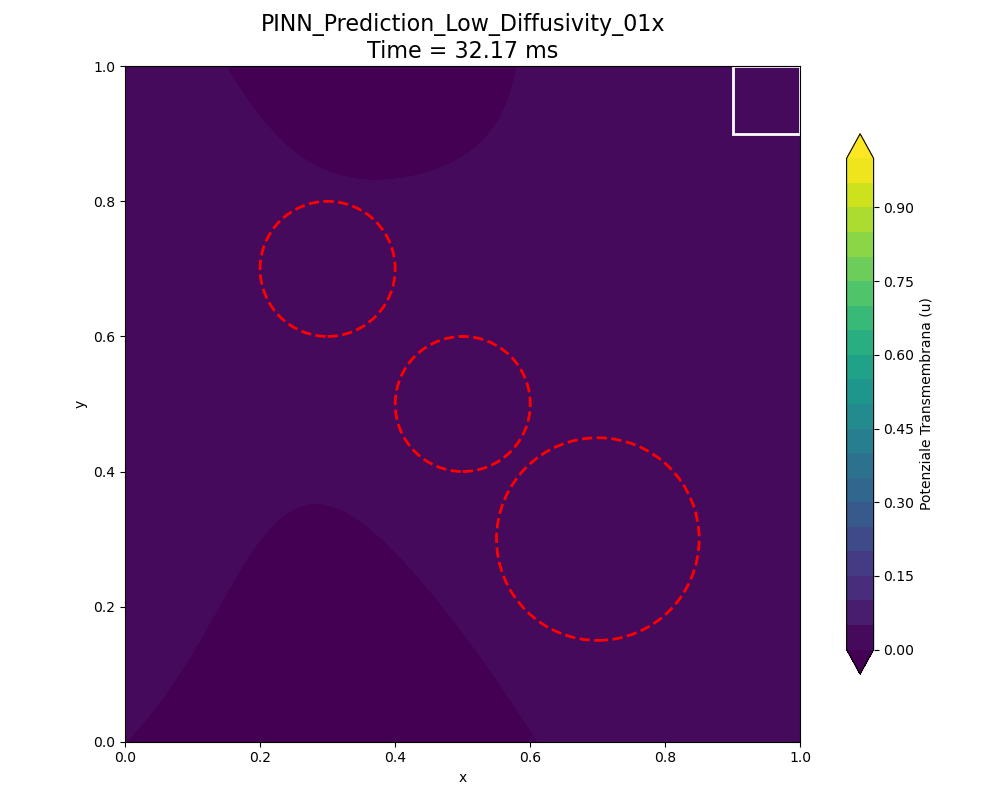 PINN_Prediction_Low_Diffusivity_01x
Time = 32.17 ms
1.0
0.8
0.6
0.4
0.2
0.0
y
0.0 0.2 0.4 0.6 0.8 1.0
x
0.90
0.75
0.60
0.45
0.30
0.15
0.00
Potenziale Transmembrana (u)